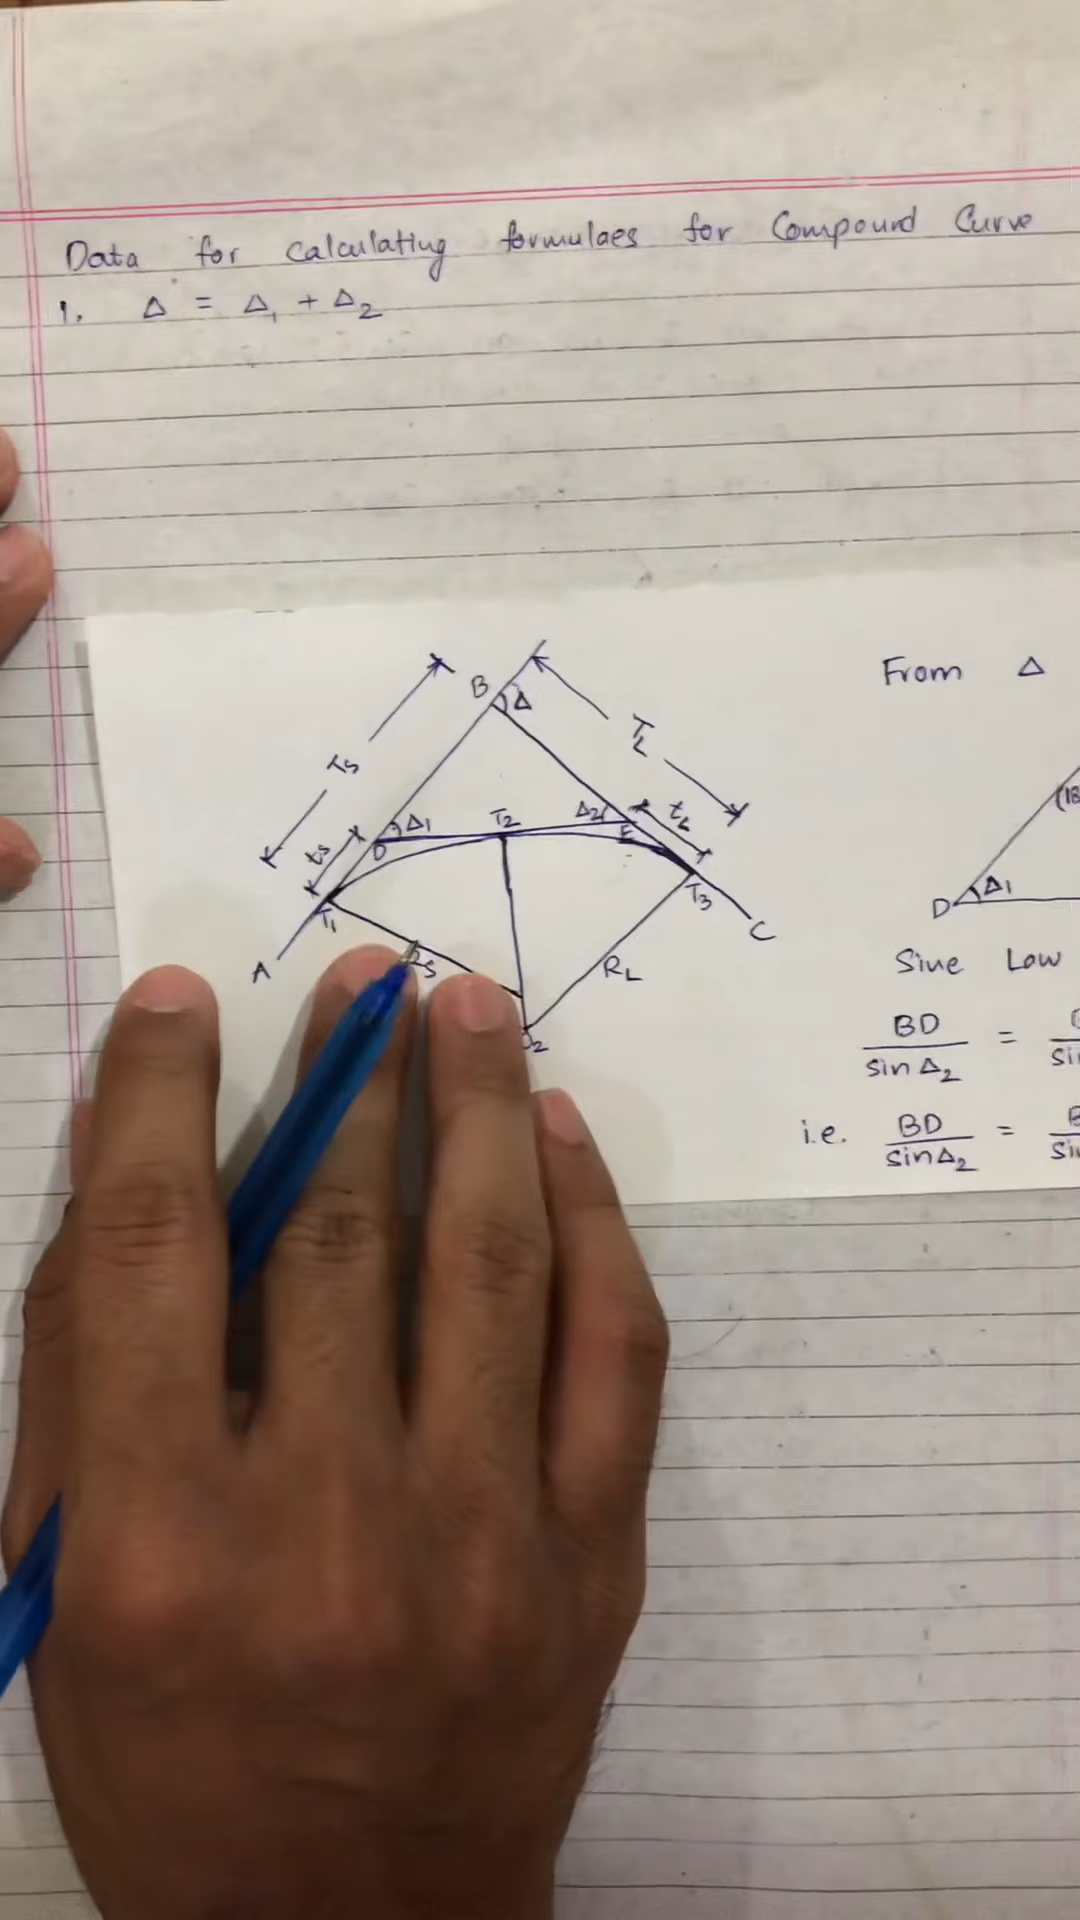 Data for calculating formulaes for Compound Curve
1. Δ = Δ1 + Δ2
B
Δ
Ts
TL
Δ1
T2
Δ2
tL
ts
D
E
T1
T3
C
A
RL
From Δ
(18
D
Δ1
Sine Low
BD
=
sin Δ2
i.e. BD
=
sinΔ2